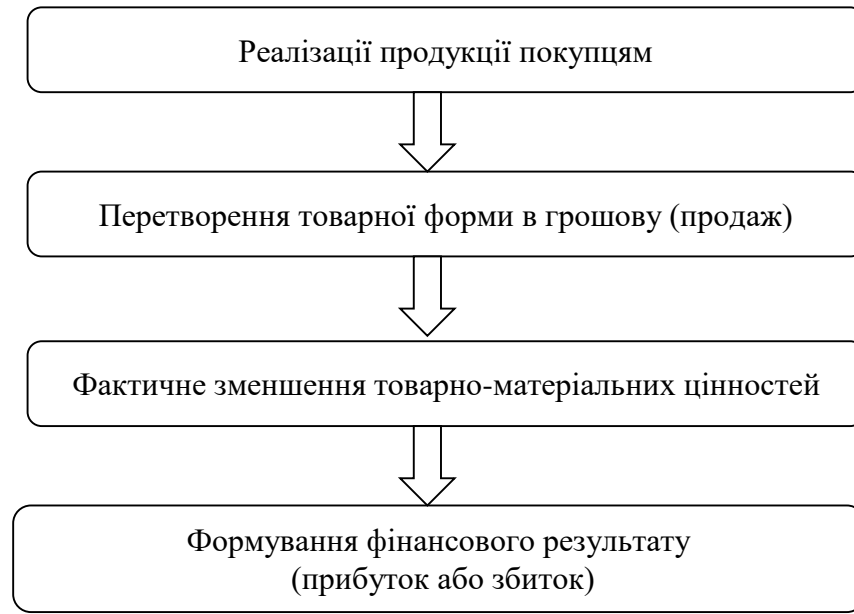 Реалізації продукції покупцям
Перетворення товарної форми в грошову (продаж)
Фактичне зменшення товарно-матеріальних цінностей
Формування фінансового результату
(прибуток або збиток)